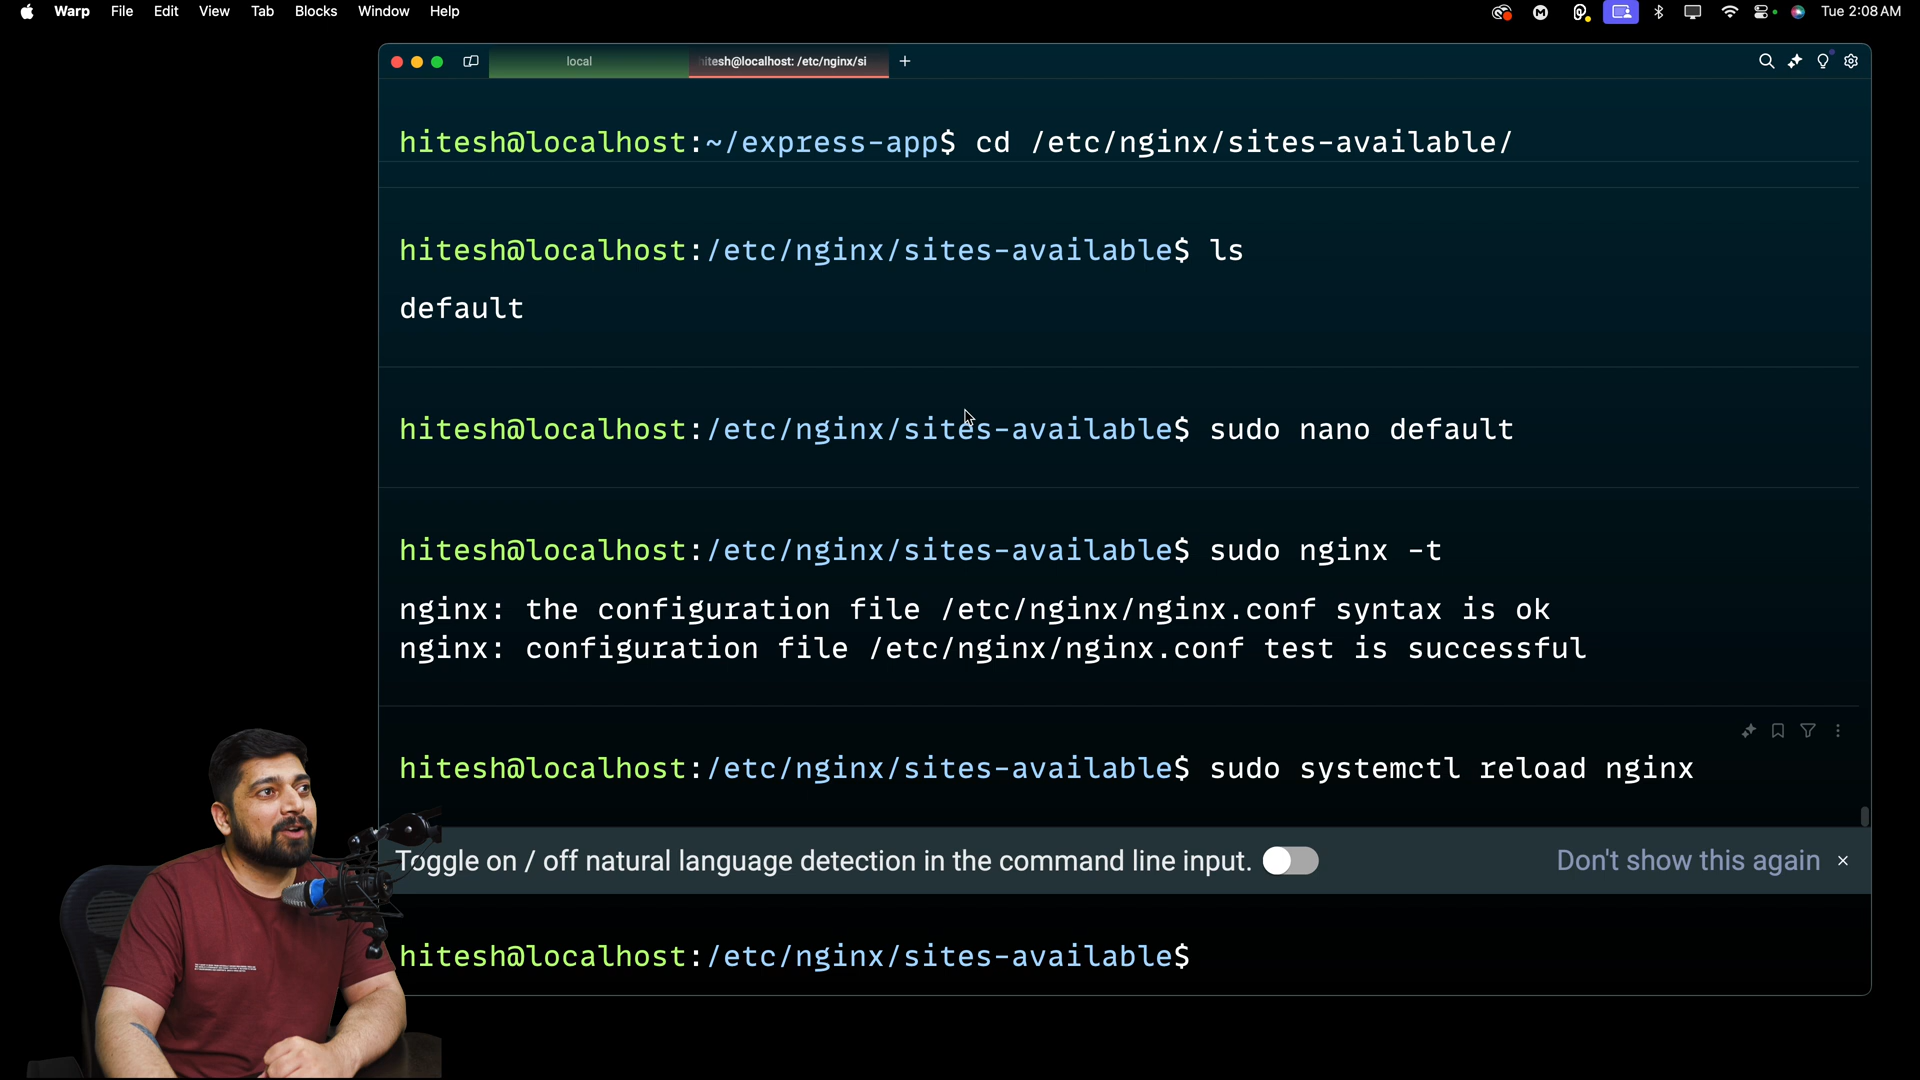 Warp File Edit View Tab Blocks Window Help
Tue 2:08 AM
local
hitesh@localhost: /etc/nginx/si
hitesh@localhost:~/express-app$ cd /etc/nginx/sites-available/
hitesh@localhost:/etc/nginx/sites-available$ ls
default
hitesh@localhost:/etc/nginx/sites-available$ sudo nano default
hitesh@localhost:/etc/nginx/sites-available$ sudo nginx -t
nginx: the configuration file /etc/nginx/nginx.conf syntax is ok
nginx: configuration file /etc/nginx/nginx.conf test is successful
hitesh@localhost:/etc/nginx/sites-available$ sudo systemctl reload nginx
Toggle on / off natural language detection in the command line input.
Don't show this again
hitesh@localhost:/etc/nginx/sites-available$